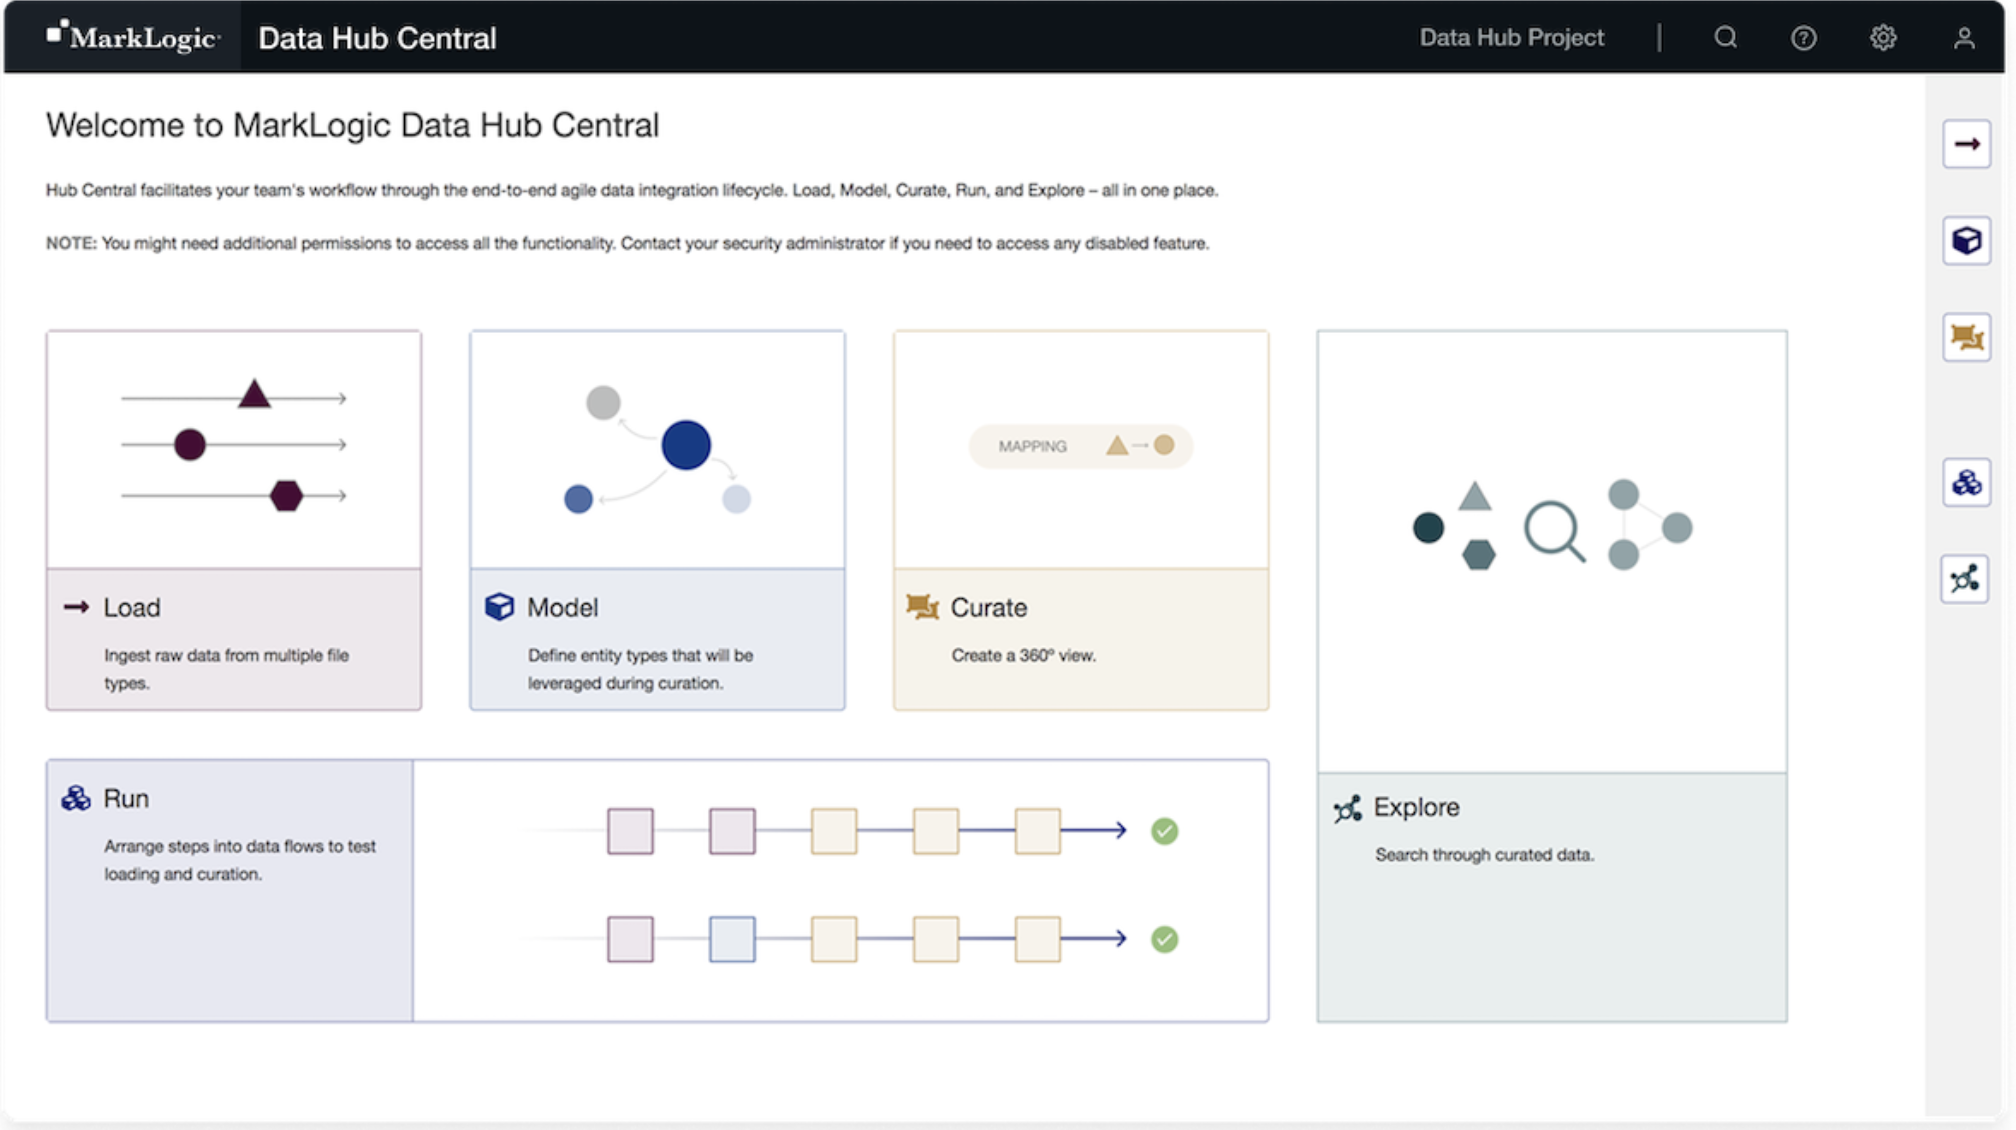 MarkLogic
Data Hub Central
Data Hub Project
Welcome to MarkLogic Data Hub Central
Hub Central facilitates your team's workflow through the end-to-end agile data integration lifecycle. Load, Model, Curate, Run, and Explore – all in one place.
NOTE: You might need additional permissions to access all the functionality. Contact your security administrator if you need to access any disabled feature.
Load
Ingest raw data from multiple file
types.
Model
Define entity types that will be
leveraged during curation.
MAPPING
Curate
Create a 360º view.
Run
Arrange steps into data flows to test
loading and curation.
Explore
Search through curated data.